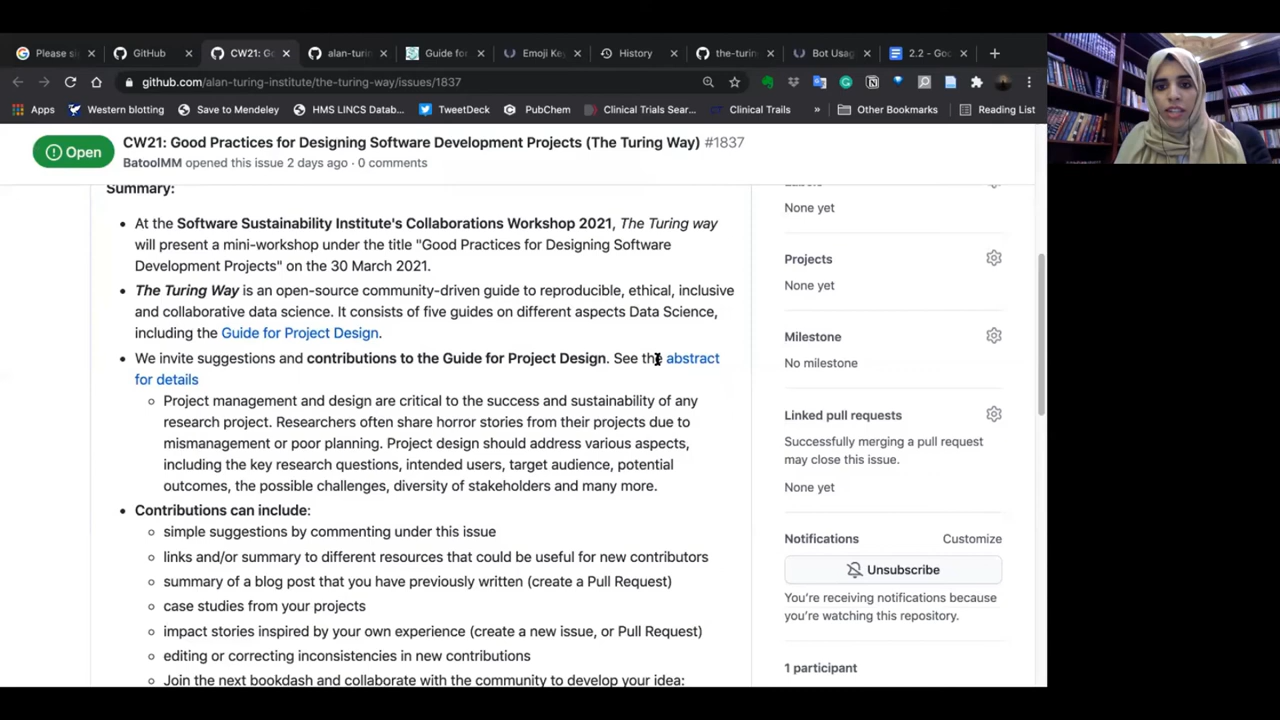 Please si
GitHub
CW21: G
alan-turin
Guide for
Emoji Ke
History
the-turin
Bot Usag
2.2 - Goo
github.com/alan-turing-institute/the-turing-way/issues/1837
Apps
Western blotting
Save to Mendeley
HMS LINCS Datab...
TweetDeck
PubChem
Clinical Trials Sear...
Clinical Trails
»
Other Bookmarks
Reading List
Open
CW21: Good Practices for Designing Software Development Projects (The Turing Way) #1837
BatoolMM opened this issue 2 days ago · 0 comments
Summary:
At the Software Sustainability Institute's Collaborations Workshop 2021, The Turing way
will present a mini-workshop under the title "Good Practices for Designing Software
Development Projects" on the 30 March 2021.
The Turing Way is an open-source community-driven guide to reproducible, ethical, inclusive
and collaborative data science. It consists of five guides on different aspects Data Science,
including the Guide for Project Design.
We invite suggestions and contributions to the Guide for Project Design. See the abstract
for details
Project management and design are critical to the success and sustainability of any
research project. Researchers often share horror stories from their projects due to
mismanagement or poor planning. Project design should address various aspects,
including the key research questions, intended users, target audience, potential
outcomes, the possible challenges, diversity of stakeholders and many more.
Contributions can include:
simple suggestions by commenting under this issue
links and/or summary to different resources that could be useful for new contributors
summary of a blog post that you have previously written (create a Pull Request)
case studies from your projects
impact stories inspired by your own experience (create a new issue, or Pull Request)
editing or correcting inconsistencies in new contributions
Join the next bookdash and collaborate with the community to develop your idea:
Labels
None yet
Projects
None yet
Milestone
No milestone
Linked pull requests
Successfully merging a pull request
may close this issue.
None yet
Notifications
Customize
Unsubscribe
You're receiving notifications because
you're watching this repository.
1 participant